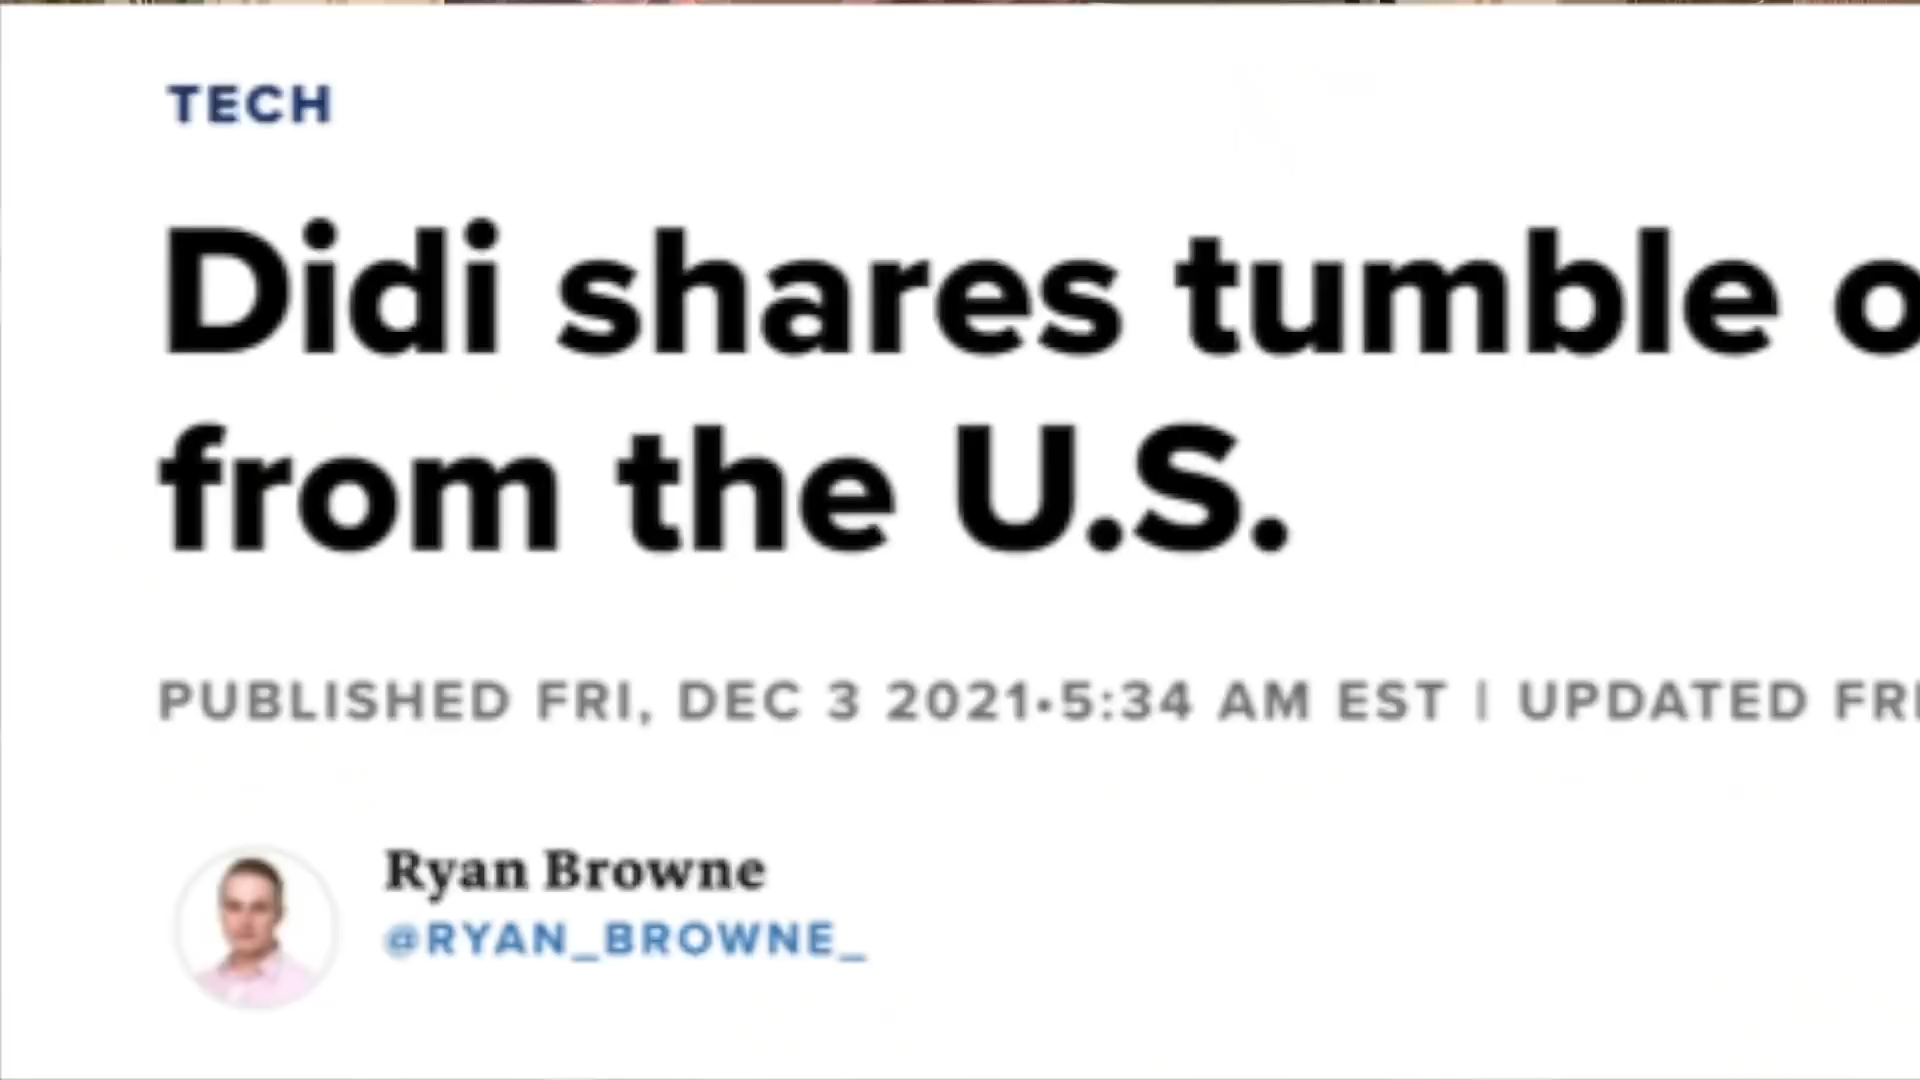 TECH
Didi shares tumble o
from the U.S.
PUBLISHED FRI, DEC 3 2021•5:34 AM EST | UPDATED FRI
Ryan Browne
@RYAN_BROWNE_